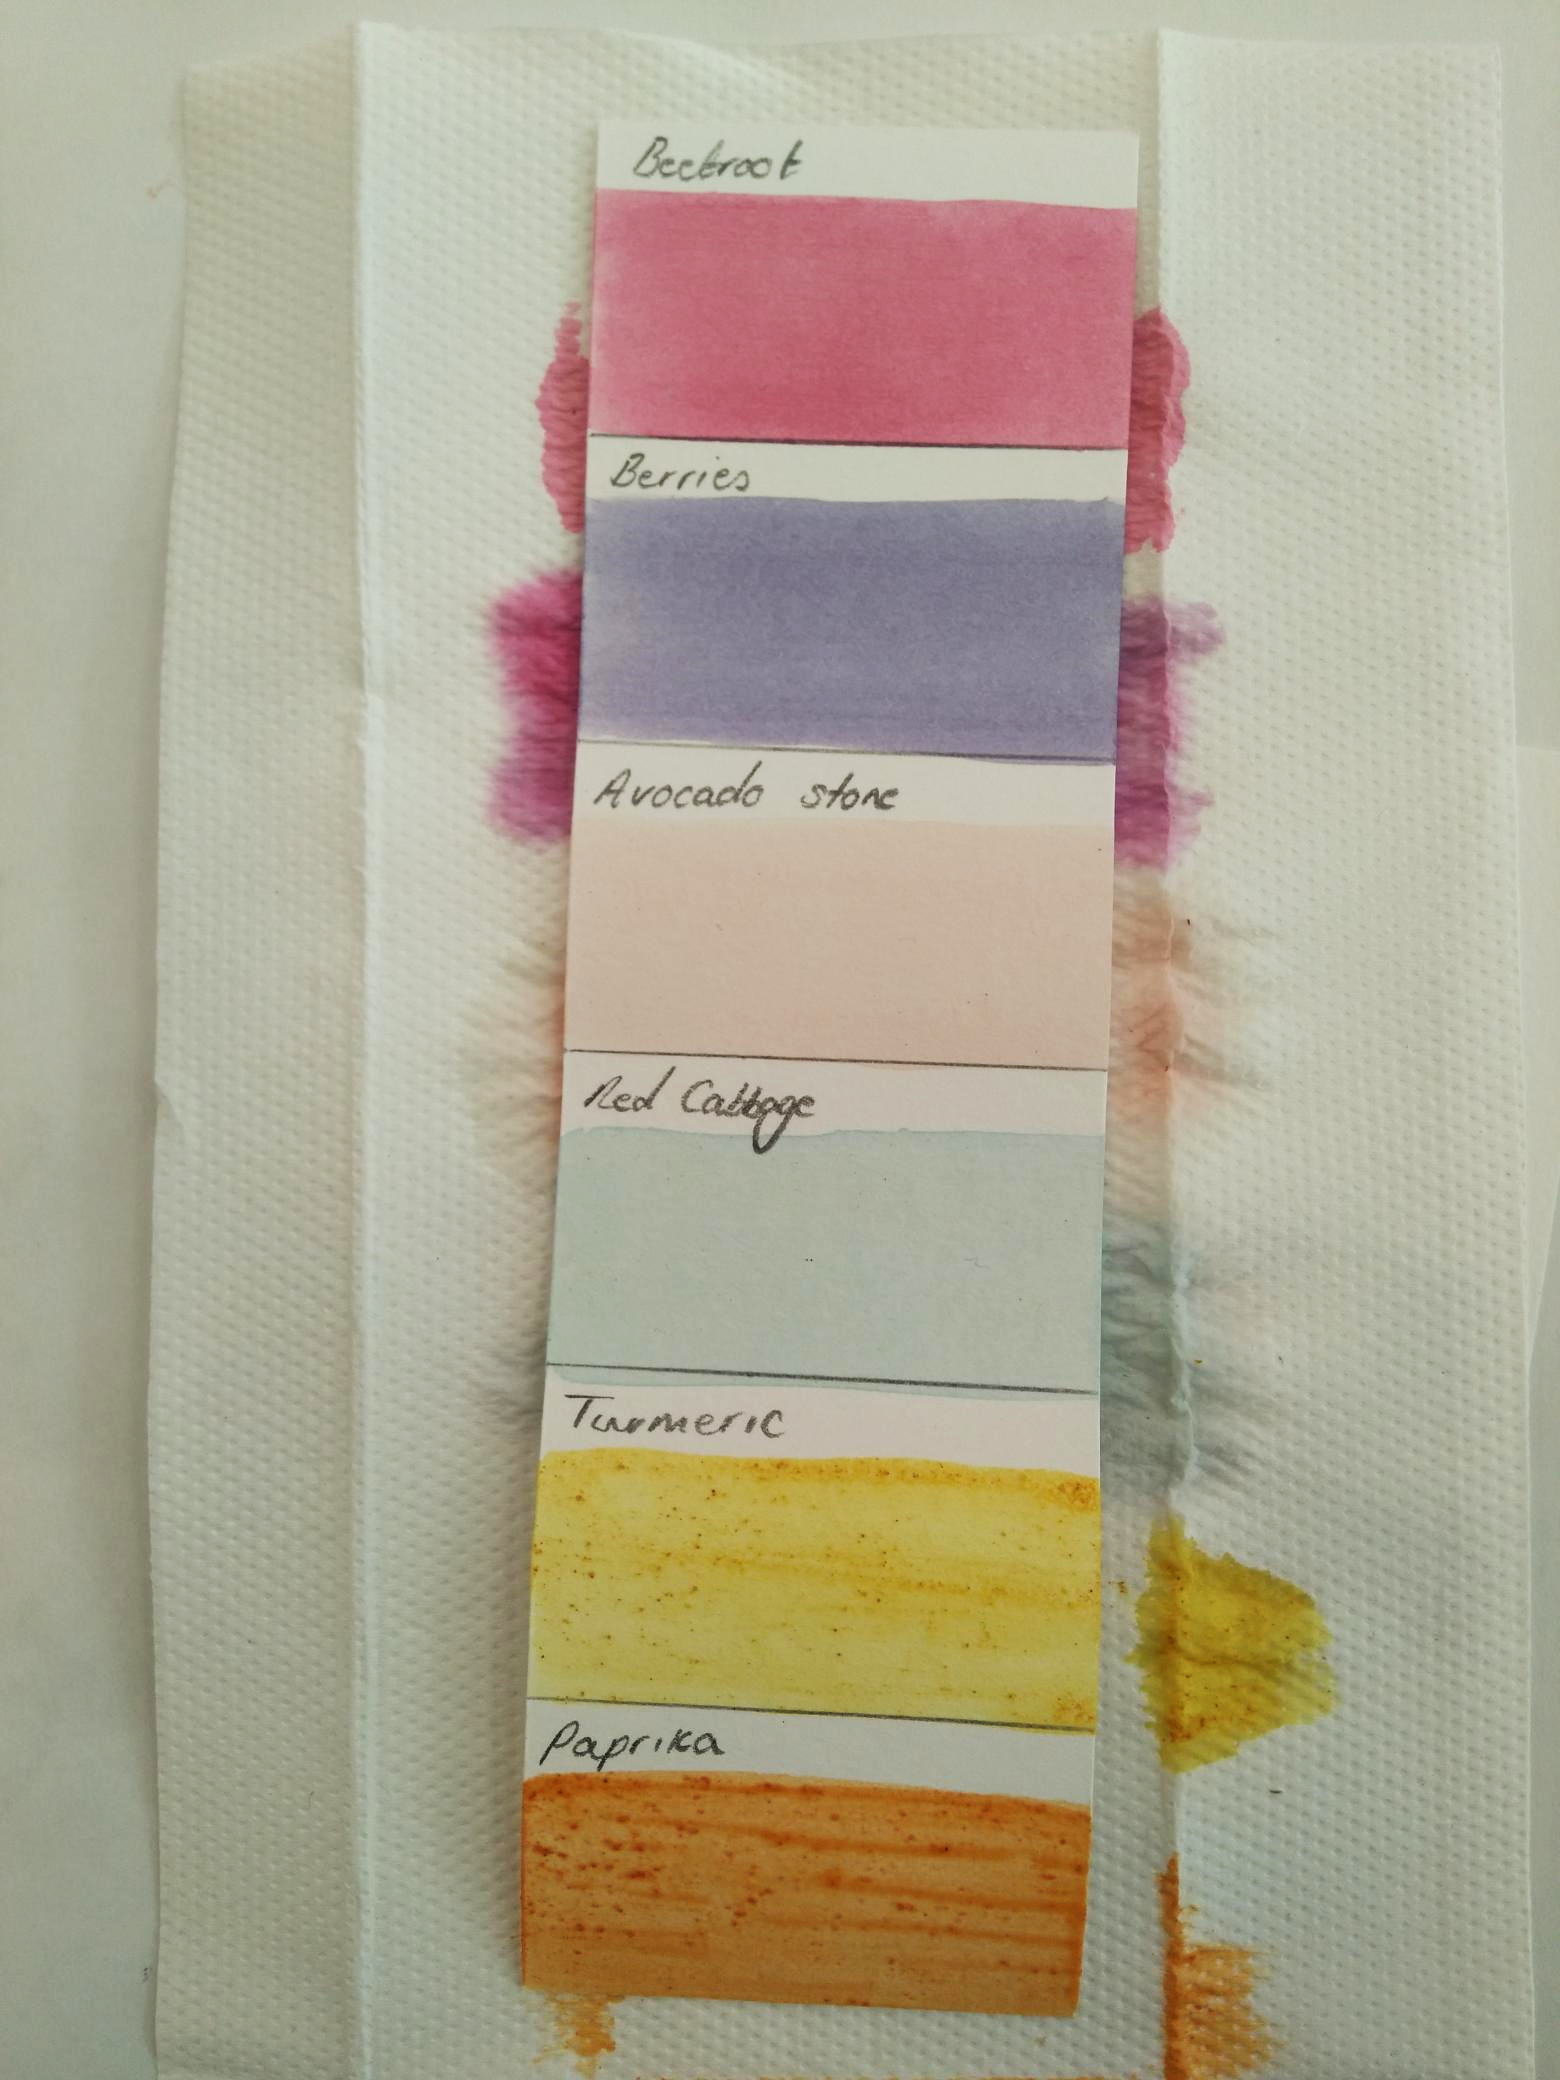 Beetroot
Berries
Avocado stone
Red Cabbage
Turmeric
Paprika